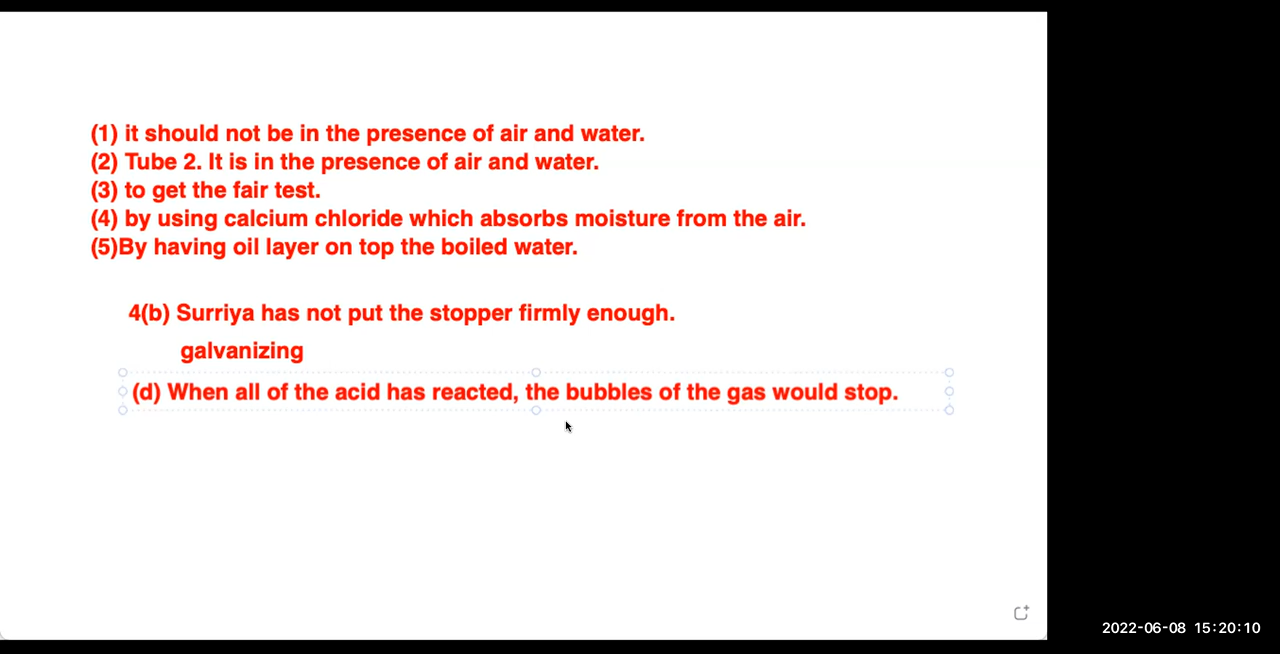 (1) it should not be in the presence of air and water.
(2) Tube 2. It is in the presence of air and water.
(3) to get the fair test.
(4) by using calcium chloride which absorbs moisture from the air.
(5)By having oil layer on top the boiled water.
4(b) Surriya has not put the stopper firmly enough.
galvanizing
(d) When all of the acid has reacted, the bubbles of the gas would stop.
2022-06-08 15:20:10